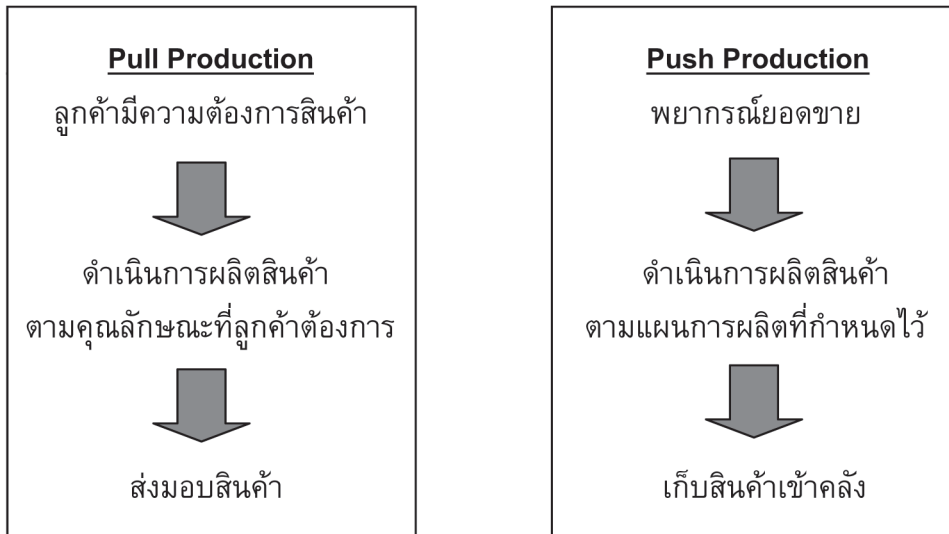 Pull Production
ลูกค้ามีความต้องการสินค้า
ดำเนินการผลิตสินค้า
ตามคุณลักษณะที่ลูกค้าต้องการ
ส่งมอบสินค้า
Push Production
พยากรณ์ยอดขาย
ดำเนินการผลิตสินค้า
ตามแผนการผลิตที่กำหนดไว้
เก็บสินค้าเข้าคลัง